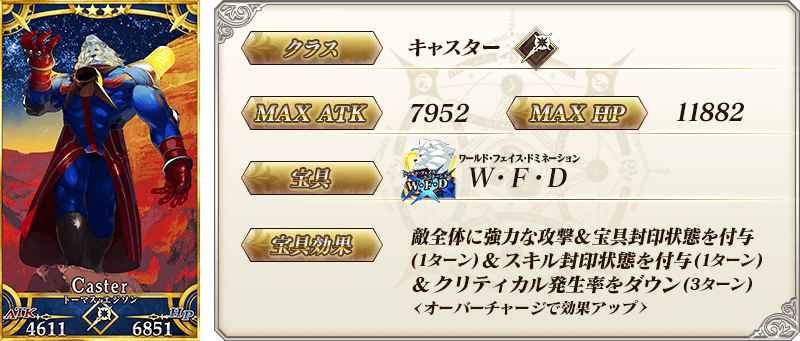 Caster
トーマス・エジソン
ATK HP
4611 6851
クラス キャスター
MAX ATK 7952 MAX HP 11882
宝具
ワールド・フェイス・ドミネーション
W・F・D
W・F・D
宝具効果
敵全体に強力な攻撃&宝具封印状態を付与
(1ターン)&スキル封印状態を付与(1ターン)
&クリティカル発生率をダウン(3ターン)
<オーバーチャージで効果アップ>